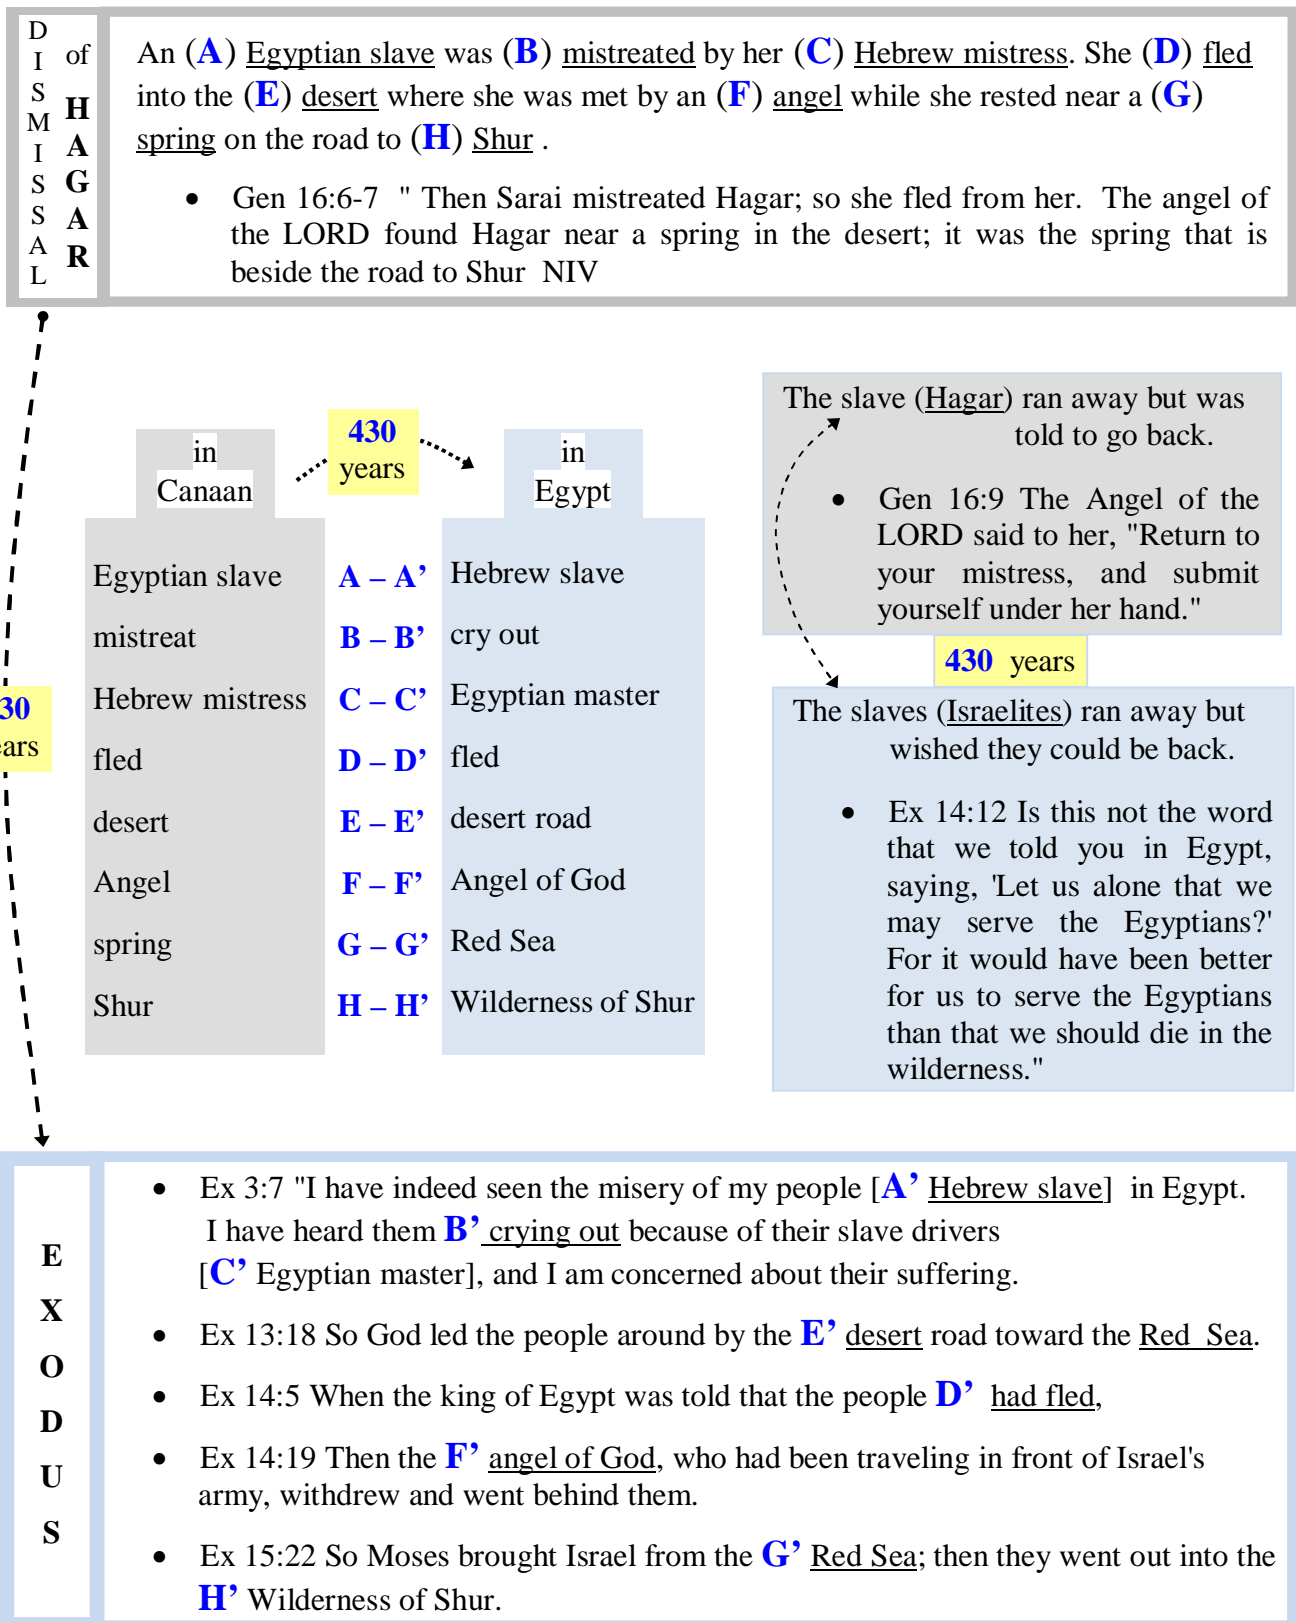 DISMISSAL
of
HAGAR
An (A) Egyptian slave was (B) mistreated by her (C) Hebrew mistress. She (D) fled
into the (E) desert where she was met by an (F) angel while she rested near a (G)
spring on the road to (H) Shur .
• Gen 16:6-7 " Then Sarai mistreated Hagar; so she fled from her. The angel of
the LORD found Hagar near a spring in the desert; it was the spring that is
beside the road to Shur NIV
in
Canaan
430
years
in
Egypt
Egyptian slave A – A’ Hebrew slave
mistreat B – B’ cry out
Hebrew mistress C – C’ Egyptian master
fled D – D’ fled
desert E – E’ desert road
Angel F – F’ Angel of God
spring G – G’ Red Sea
Shur H – H’ Wilderness of Shur
30
ears
The slave (Hagar) ran away but was
told to go back.
• Gen 16:9 The Angel of the
LORD said to her, "Return to
your mistress, and submit
yourself under her hand."
430 years
The slaves (Israelites) ran away but
wished they could be back.
• Ex 14:12 Is this not the word
that we told you in Egypt,
saying, 'Let us alone that we
may serve the Egyptians?'
For it would have been better
for us to serve the Egyptians
than that we should die in the
wilderness."
EXODUS
• Ex 3:7 "I have indeed seen the misery of my people [A’ Hebrew slave] in Egypt.
I have heard them B’ crying out because of their slave drivers
[C’ Egyptian master], and I am concerned about their suffering.
• Ex 13:18 So God led the people around by the E’ desert road toward the Red Sea.
• Ex 14:5 When the king of Egypt was told that the people D’ had fled,
• Ex 14:19 Then the F’ angel of God, who had been traveling in front of Israel's
army, withdrew and went behind them.
• Ex 15:22 So Moses brought Israel from the G’ Red Sea; then they went out into the
H’ Wilderness of Shur.